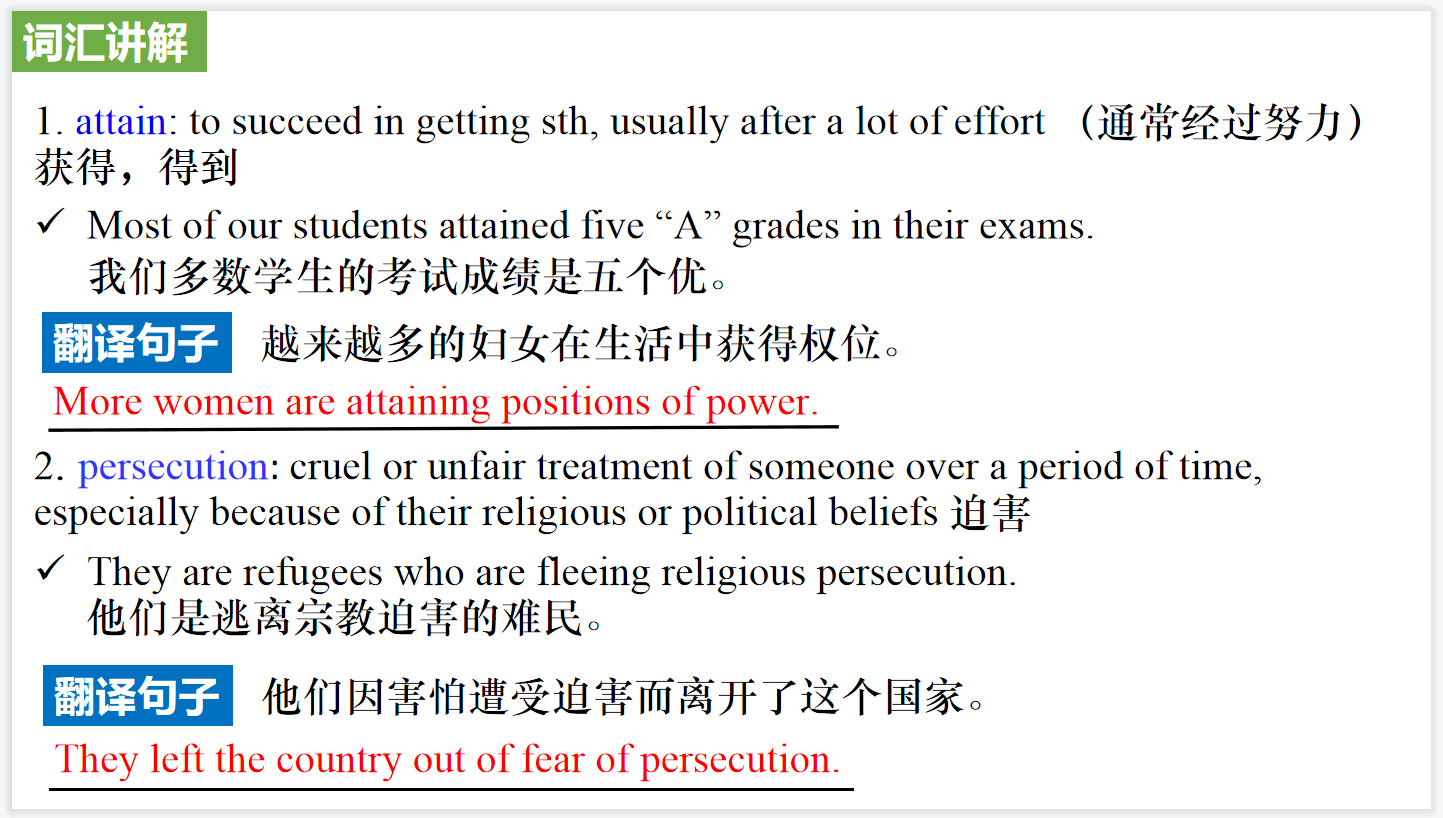 词汇讲解
1. attain: to succeed in getting sth, usually after a lot of effort （通常经过努力）
获得，得到
✓ Most of our students attained five “A” grades in their exams.
我们多数学生的考试成绩是五个优。
翻译句子 越来越多的妇女在生活中获得权位。
More women are attaining positions of power.
2. persecution: cruel or unfair treatment of someone over a period of time,
especially because of their religious or political beliefs 迫害
✓ They are refugees who are fleeing religious persecution.
他们是逃离宗教迫害的难民。
翻译句子 他们因害怕遭受迫害而离开了这个国家。
They left the country out of fear of persecution.